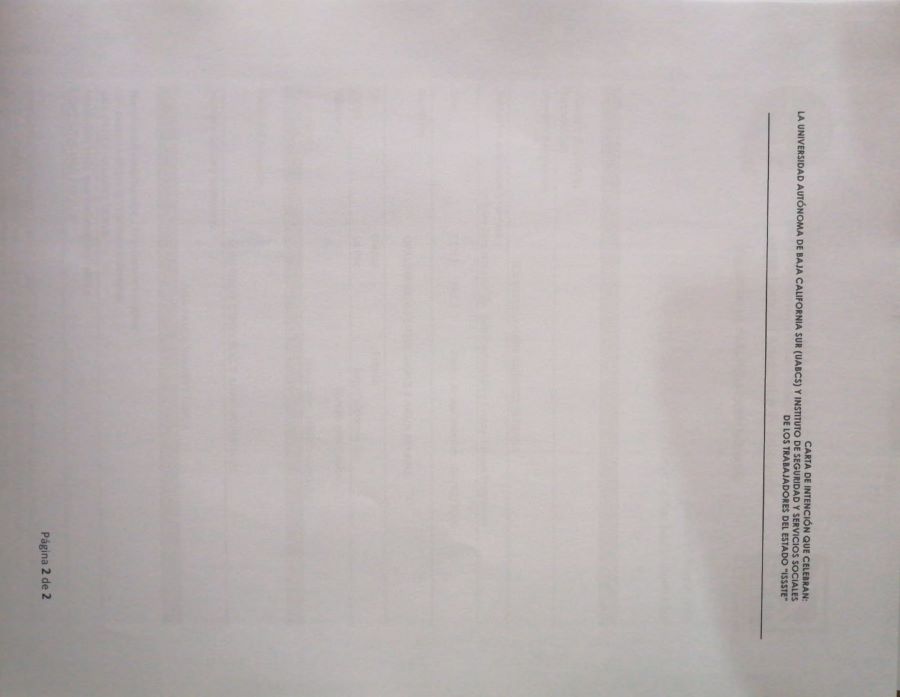 CARTA DE INTENCIÓN QUE CELEBRAN:
LA UNIVERSIDAD AUTÓNOMA DE BAJA CALIFORNIA SUR (UABCS) Y INSTITUTO DE SEGURIDAD Y SERVICIOS SOCIALES
DE LOS TRABAJADORES DEL ESTADO "ISSSTE"
Página 2 de 2